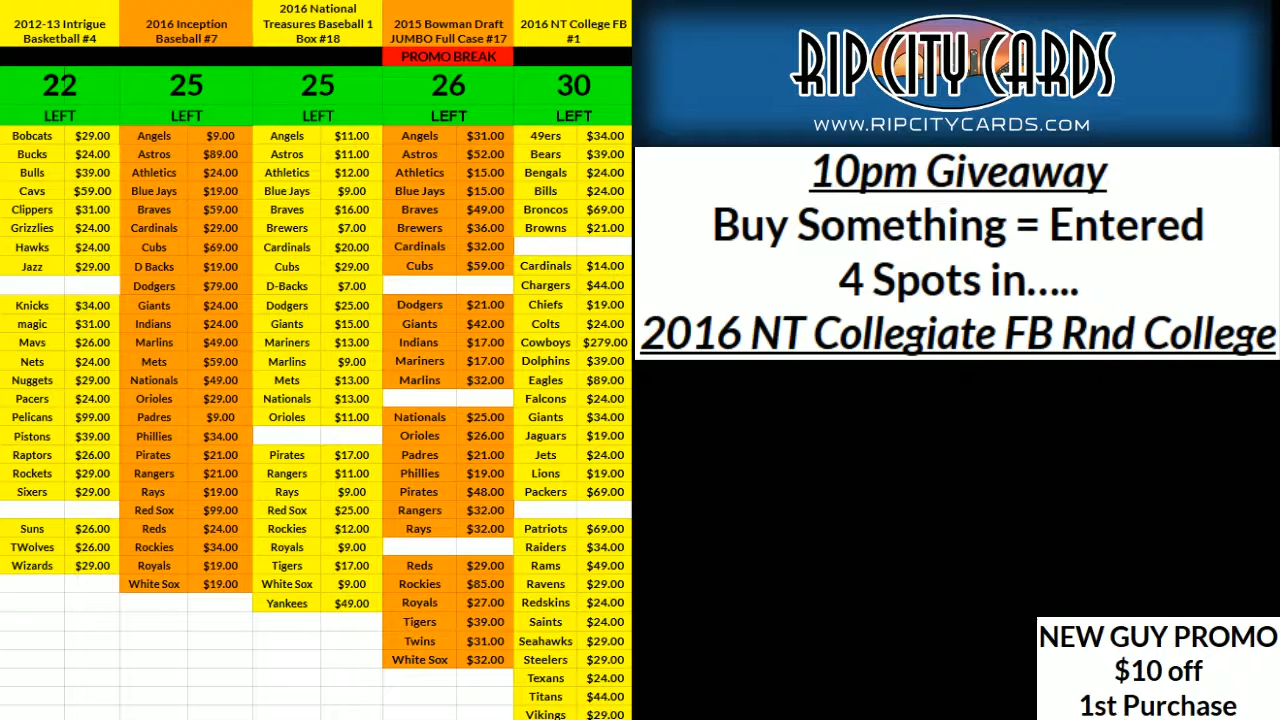 2012-13 Intrigue Basketball #4
22
LEFT
Bobcats $29.00
Bucks $24.00
Bulls $39.00
Cavs $59.00
Clippers $31.00
Grizzlies $24.00
Hawks $24.00
Jazz $29.00
Knicks $34.00
magic $31.00
Mavs $26.00
Nets $24.00
Nuggets $29.00
Pacers $24.00
Pelicans $99.00
Pistons $39.00
Raptors $26.00
Rockets $29.00
Sixers $29.00
Suns $26.00
TWolves $26.00
Wizards $29.00
2016 Inception Baseball #7
25
LEFT
Angels $9.00
Astros $89.00
Athletics $24.00
Blue Jays $19.00
Braves $59.00
Cardinals $29.00
Cubs $69.00
D Backs $19.00
Dodgers $79.00
Giants $24.00
Indians $24.00
Marlins $49.00
Mets $59.00
Nationals $49.00
Orioles $29.00
Padres $9.00
Phillies $34.00
Pirates $21.00
Rangers $21.00
Rays $19.00
Red Sox $99.00
Reds $24.00
Rockies $34.00
Royals $19.00
White Sox $19.00
2016 National Treasures Baseball 1 Box #18
25
LEFT
Angels $11.00
Astros $11.00
Athletics $12.00
Blue Jays $9.00
Braves $16.00
Brewers $7.00
Cardinals $20.00
Cubs $29.00
D-Backs $7.00
Dodgers $25.00
Giants $15.00
Mariners $13.00
Marlins $9.00
Mets $13.00
Nationals $13.00
Orioles $11.00
Pirates $17.00
Rangers $11.00
Rays $9.00
Red Sox $25.00
Rockies $12.00
Royals $9.00
Tigers $17.00
White Sox $9.00
Yankees $49.00
2015 Bowman Draft JUMBO Full Case #17
PROMO BREAK
26
LEFT
Angels $31.00
Astros $52.00
Athletics $15.00
Blue Jays $15.00
Braves $49.00
Brewers $36.00
Cardinals $32.00
Cubs $59.00
Dodgers $21.00
Giants $42.00
Indians $17.00
Mariners $17.00
Marlins $32.00
Nationals $25.00
Orioles $26.00
Padres $21.00
Phillies $19.00
Pirates $48.00
Rangers $32.00
Rays $32.00
Reds $29.00
Rockies $85.00
Royals $27.00
Tigers $39.00
Twins $31.00
White Sox $32.00
2016 NT College FB #1
30
LEFT
49ers $34.00
Bears $39.00
Bengals $24.00
Bills $24.00
Broncos $69.00
Browns $21.00
Cardinals $14.00
Chargers $44.00
Chiefs $19.00
Colts $24.00
Cowboys $279.00
Dolphins $39.00
Eagles $89.00
Falcons $24.00
Giants $34.00
Jaguars $19.00
Jets $24.00
Lions $19.00
Packers $69.00
Patriots $69.00
Raiders $34.00
Rams $49.00
Ravens $29.00
Redskins $24.00
Saints $24.00
Seahawks $29.00
Steelers $29.00
Texans $24.00
Titans $44.00
Vikings $29.00
RIP CITY CARDS
WWW.RIPCITYCARDS.COM
10pm Giveaway
Buy Something = Entered
4 Spots in.....
2016 NT Collegiate FB Rnd College
NEW GUY PROMO
$10 off
1st Purchase